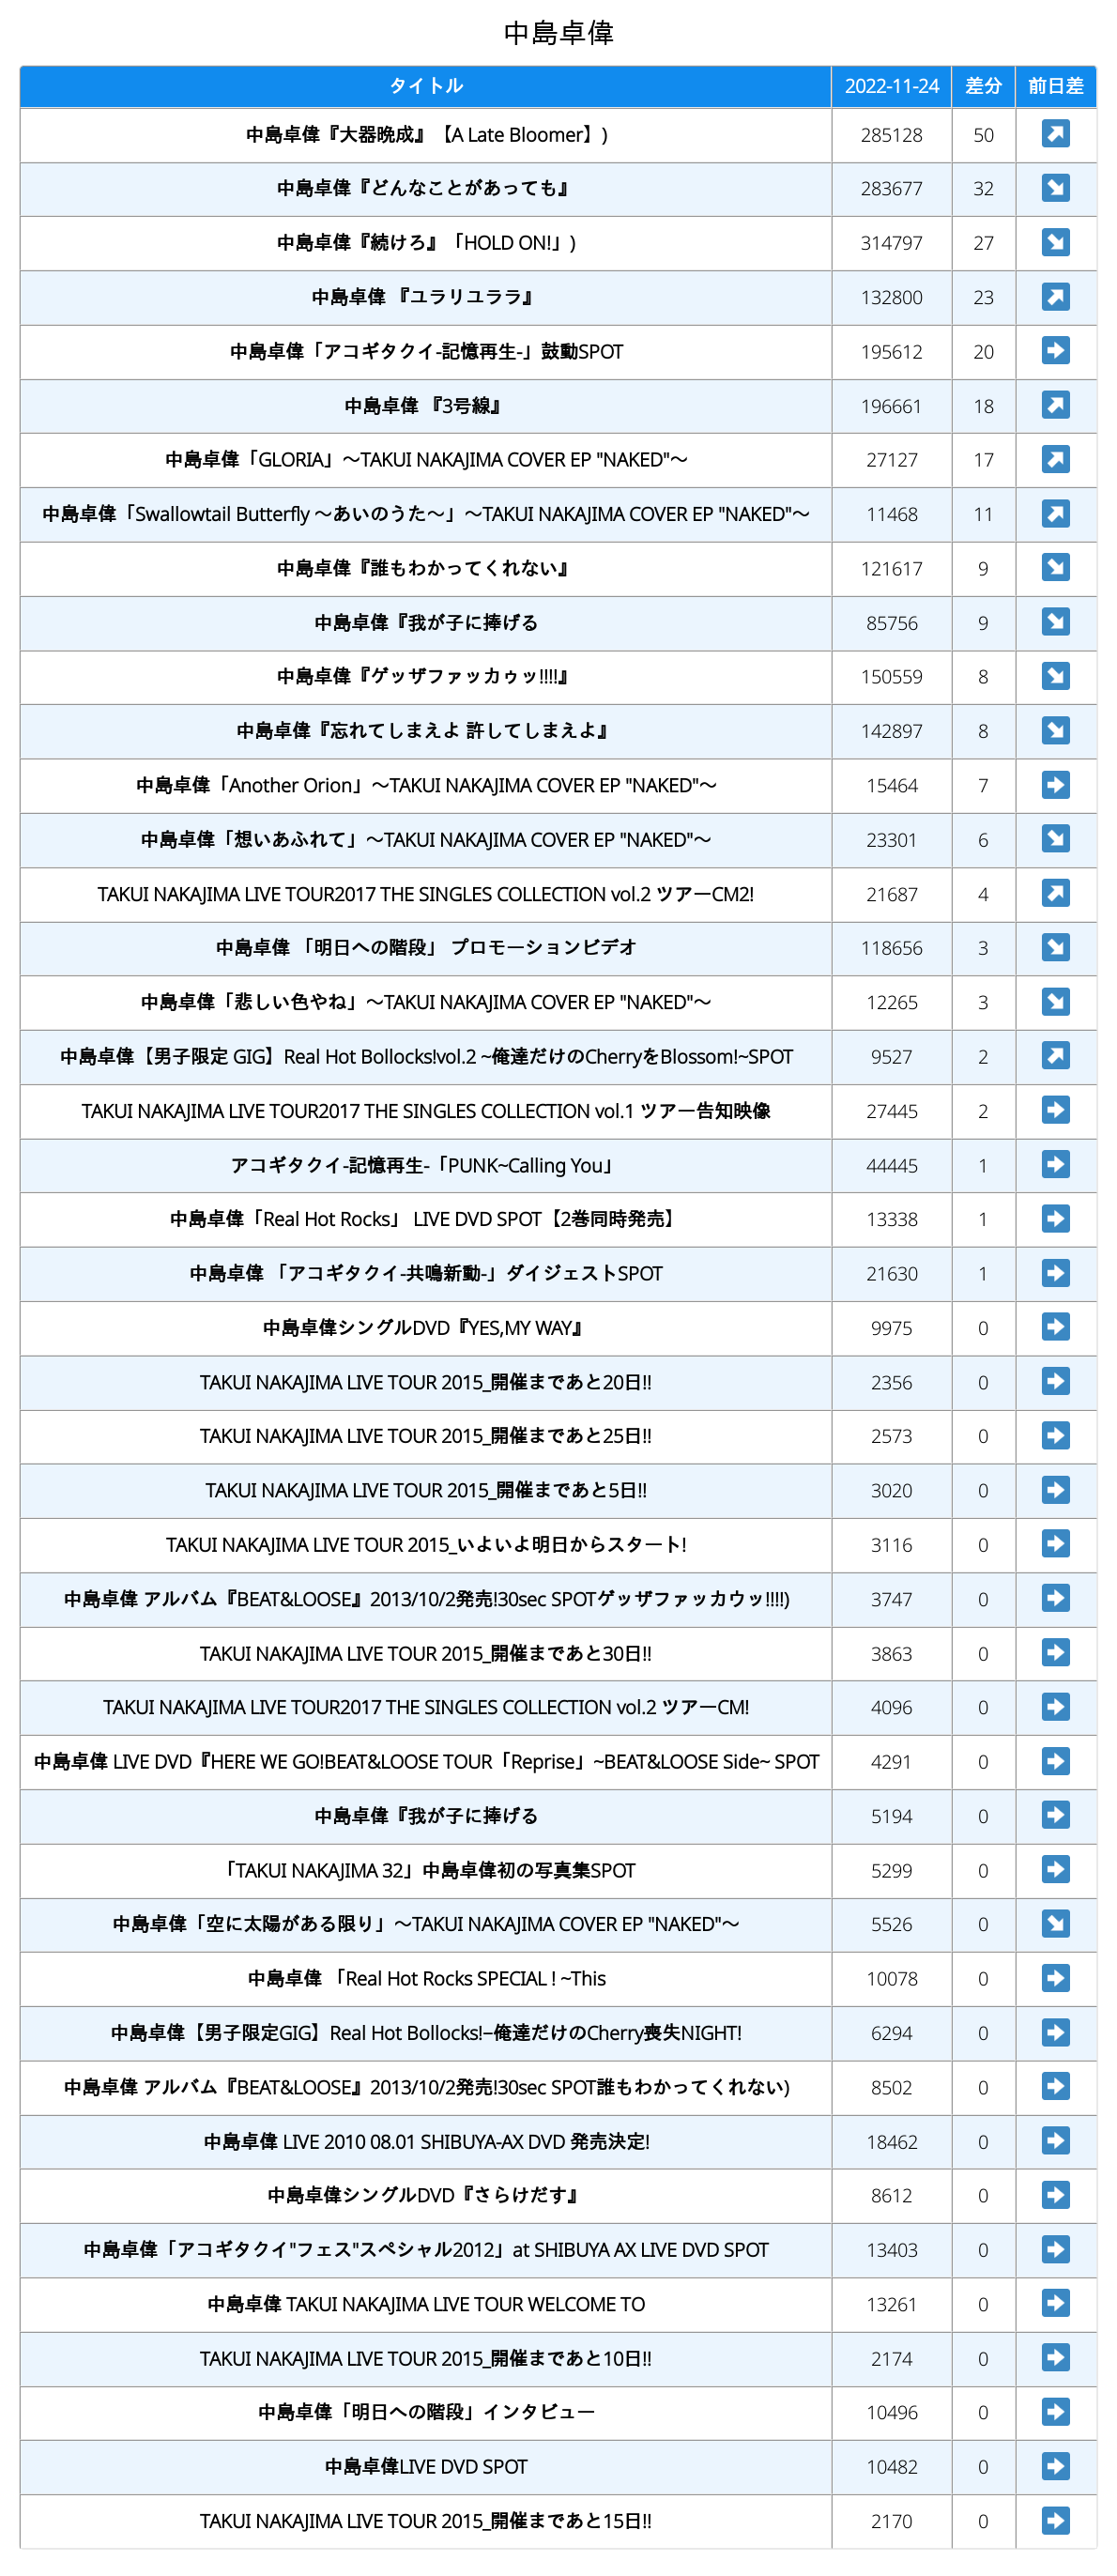 中島卓偉
タイトル 2022-11-24 差分 前日差
中島卓偉『大器晩成』【A Late Bloomer】) 285128 50 ↗
中島卓偉『どんなことがあっても』 283677 32 ↘
中島卓偉『続けろ』「HOLD ON!」) 314797 27 ↘
中島卓偉 『ユラリユララ』 132800 23 ↗
中島卓偉「アコギタクイ-記憶再生-」鼓動SPOT 195612 20 ➡
中島卓偉 『3号線』 196661 18 ↗
中島卓偉「GLORIA」〜TAKUI NAKAJIMA COVER EP "NAKED"〜 27127 17 ↗
中島卓偉「Swallowtail Butterfly 〜あいのうた〜」〜TAKUI NAKAJIMA COVER EP "NAKED"〜 11468 11 ↗
中島卓偉『誰もわかってくれない』 121617 9 ↘
中島卓偉『我が子に捧げる 85756 9 ↘
中島卓偉『ゲッザファッカゥッ!!!!』 150559 8 ↘
中島卓偉『忘れてしまえよ 許してしまえよ』 142897 8 ↘
中島卓偉「Another Orion」〜TAKUI NAKAJIMA COVER EP "NAKED"〜 15464 7 ➡
中島卓偉「想いあふれて」〜TAKUI NAKAJIMA COVER EP "NAKED"〜 23301 6 ↘
TAKUI NAKAJIMA LIVE TOUR2017 THE SINGLES COLLECTION vol.2 ツアーCM2! 21687 4 ↗
中島卓偉 「明日への階段」 プロモーションビデオ 118656 3 ↘
中島卓偉「悲しい色やね」〜TAKUI NAKAJIMA COVER EP "NAKED"〜 12265 3 ↘
中島卓偉【男子限定 GIG】Real Hot Bollocks!vol.2 ~俺達だけのCherryをBlossom!~SPOT 9527 2 ↗
TAKUI NAKAJIMA LIVE TOUR2017 THE SINGLES COLLECTION vol.1 ツアー告知映像 27445 2 ➡
アコギタクイ-記憶再生-「PUNK~Calling You」 44445 1 ➡
中島卓偉「Real Hot Rocks」 LIVE DVD SPOT【2巻同時発売】 13338 1 ➡
中島卓偉 「アコギタクイ-共鳴新動-」ダイジェストSPOT 21630 1 ➡
中島卓偉シングルDVD『YES,MY WAY』 9975 0 ➡
TAKUI NAKAJIMA LIVE TOUR 2015_開催まであと20日!! 2356 0 ➡
TAKUI NAKAJIMA LIVE TOUR 2015_開催まであと25日!! 2573 0 ➡
TAKUI NAKAJIMA LIVE TOUR 2015_開催まであと5日!! 3020 0 ➡
TAKUI NAKAJIMA LIVE TOUR 2015_いよいよ明日からスタート! 3116 0 ➡
中島卓偉 アルバム『BEAT&LOOSE』2013/10/2発売!30sec SPOTゲッザファッカウッ!!!!) 3747 0 ➡
TAKUI NAKAJIMA LIVE TOUR 2015_開催まであと30日!! 3863 0 ➡
TAKUI NAKAJIMA LIVE TOUR2017 THE SINGLES COLLECTION vol.2 ツアーCM! 4096 0 ➡
中島卓偉 LIVE DVD『HERE WE GO!BEAT&LOOSE TOUR「Reprise」~BEAT&LOOSE Side~ SPOT 4291 0 ➡
中島卓偉『我が子に捧げる 5194 0 ➡
「TAKUI NAKAJIMA 32」中島卓偉初の写真集SPOT 5299 0 ➡
中島卓偉「空に太陽がある限り」〜TAKUI NAKAJIMA COVER EP "NAKED"〜 5526 0 ↘
中島卓偉 「Real Hot Rocks SPECIAL ! ~This 10078 0 ➡
中島卓偉【男子限定GIG】Real Hot Bollocks!−俺達だけのCherry喪失NIGHT! 6294 0 ➡
中島卓偉 アルバム『BEAT&LOOSE』2013/10/2発売!30sec SPOT誰もわかってくれない) 8502 0 ➡
中島卓偉 LIVE 2010 08.01 SHIBUYA-AX DVD 発売決定! 18462 0 ➡
中島卓偉シングルDVD『さらけだす』 8612 0 ➡
中島卓偉「アコギタクイ"フェス"スペシャル2012」at SHIBUYA AX LIVE DVD SPOT 13403 0 ➡
中島卓偉 TAKUI NAKAJIMA LIVE TOUR WELCOME TO 13261 0 ➡
TAKUI NAKAJIMA LIVE TOUR 2015_開催まであと10日!! 2174 0 ➡
中島卓偉「明日への階段」インタビュー 10496 0 ➡
中島卓偉LIVE DVD SPOT 10482 0 ➡
TAKUI NAKAJIMA LIVE TOUR 2015_開催まであと15日!! 2170 0 ➡